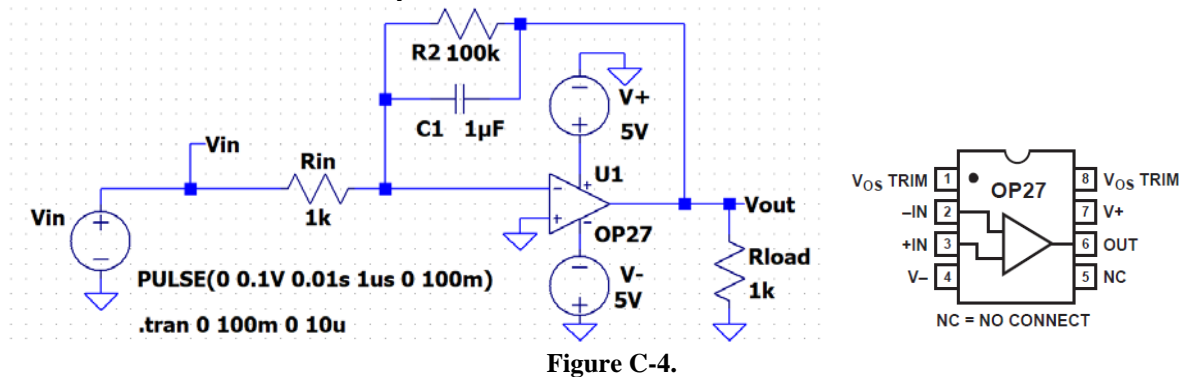 R2 100k
C1 1µF
V+
5V
Vin
Rin
1k
U1
Vout
OP27
Vin
V-
5V
Rload
1k
PULSE(0 0.1V 0.01s 1us 0 100m)
.tran 0 100m 0 10u
VOS TRIM 1
8 VOS TRIM
OP27
–IN 2
7 V+
+IN 3
6 OUT
V– 4
5 NC
NC = NO CONNECT
Figure C-4.